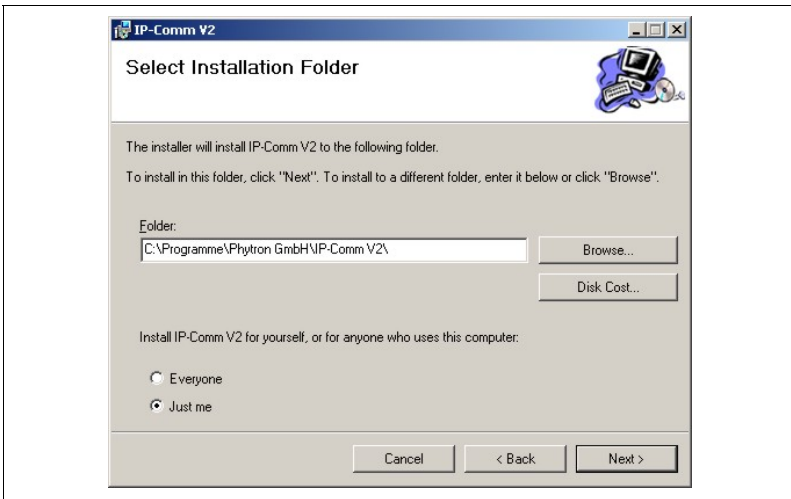 IP-Comm V2
Select Installation Folder
The installer will install IP-Comm V2 to the following folder.
To install in this folder, click "Next". To install to a different folder, enter it below or click "Browse".
Folder:
C:\Programme\Phytron GmbH\IP-Comm V2\
Browse...
Disk Cost...
Install IP-Comm V2 for yourself, or for anyone who uses this computer:
Everyone
Just me
Cancel
< Back
Next >